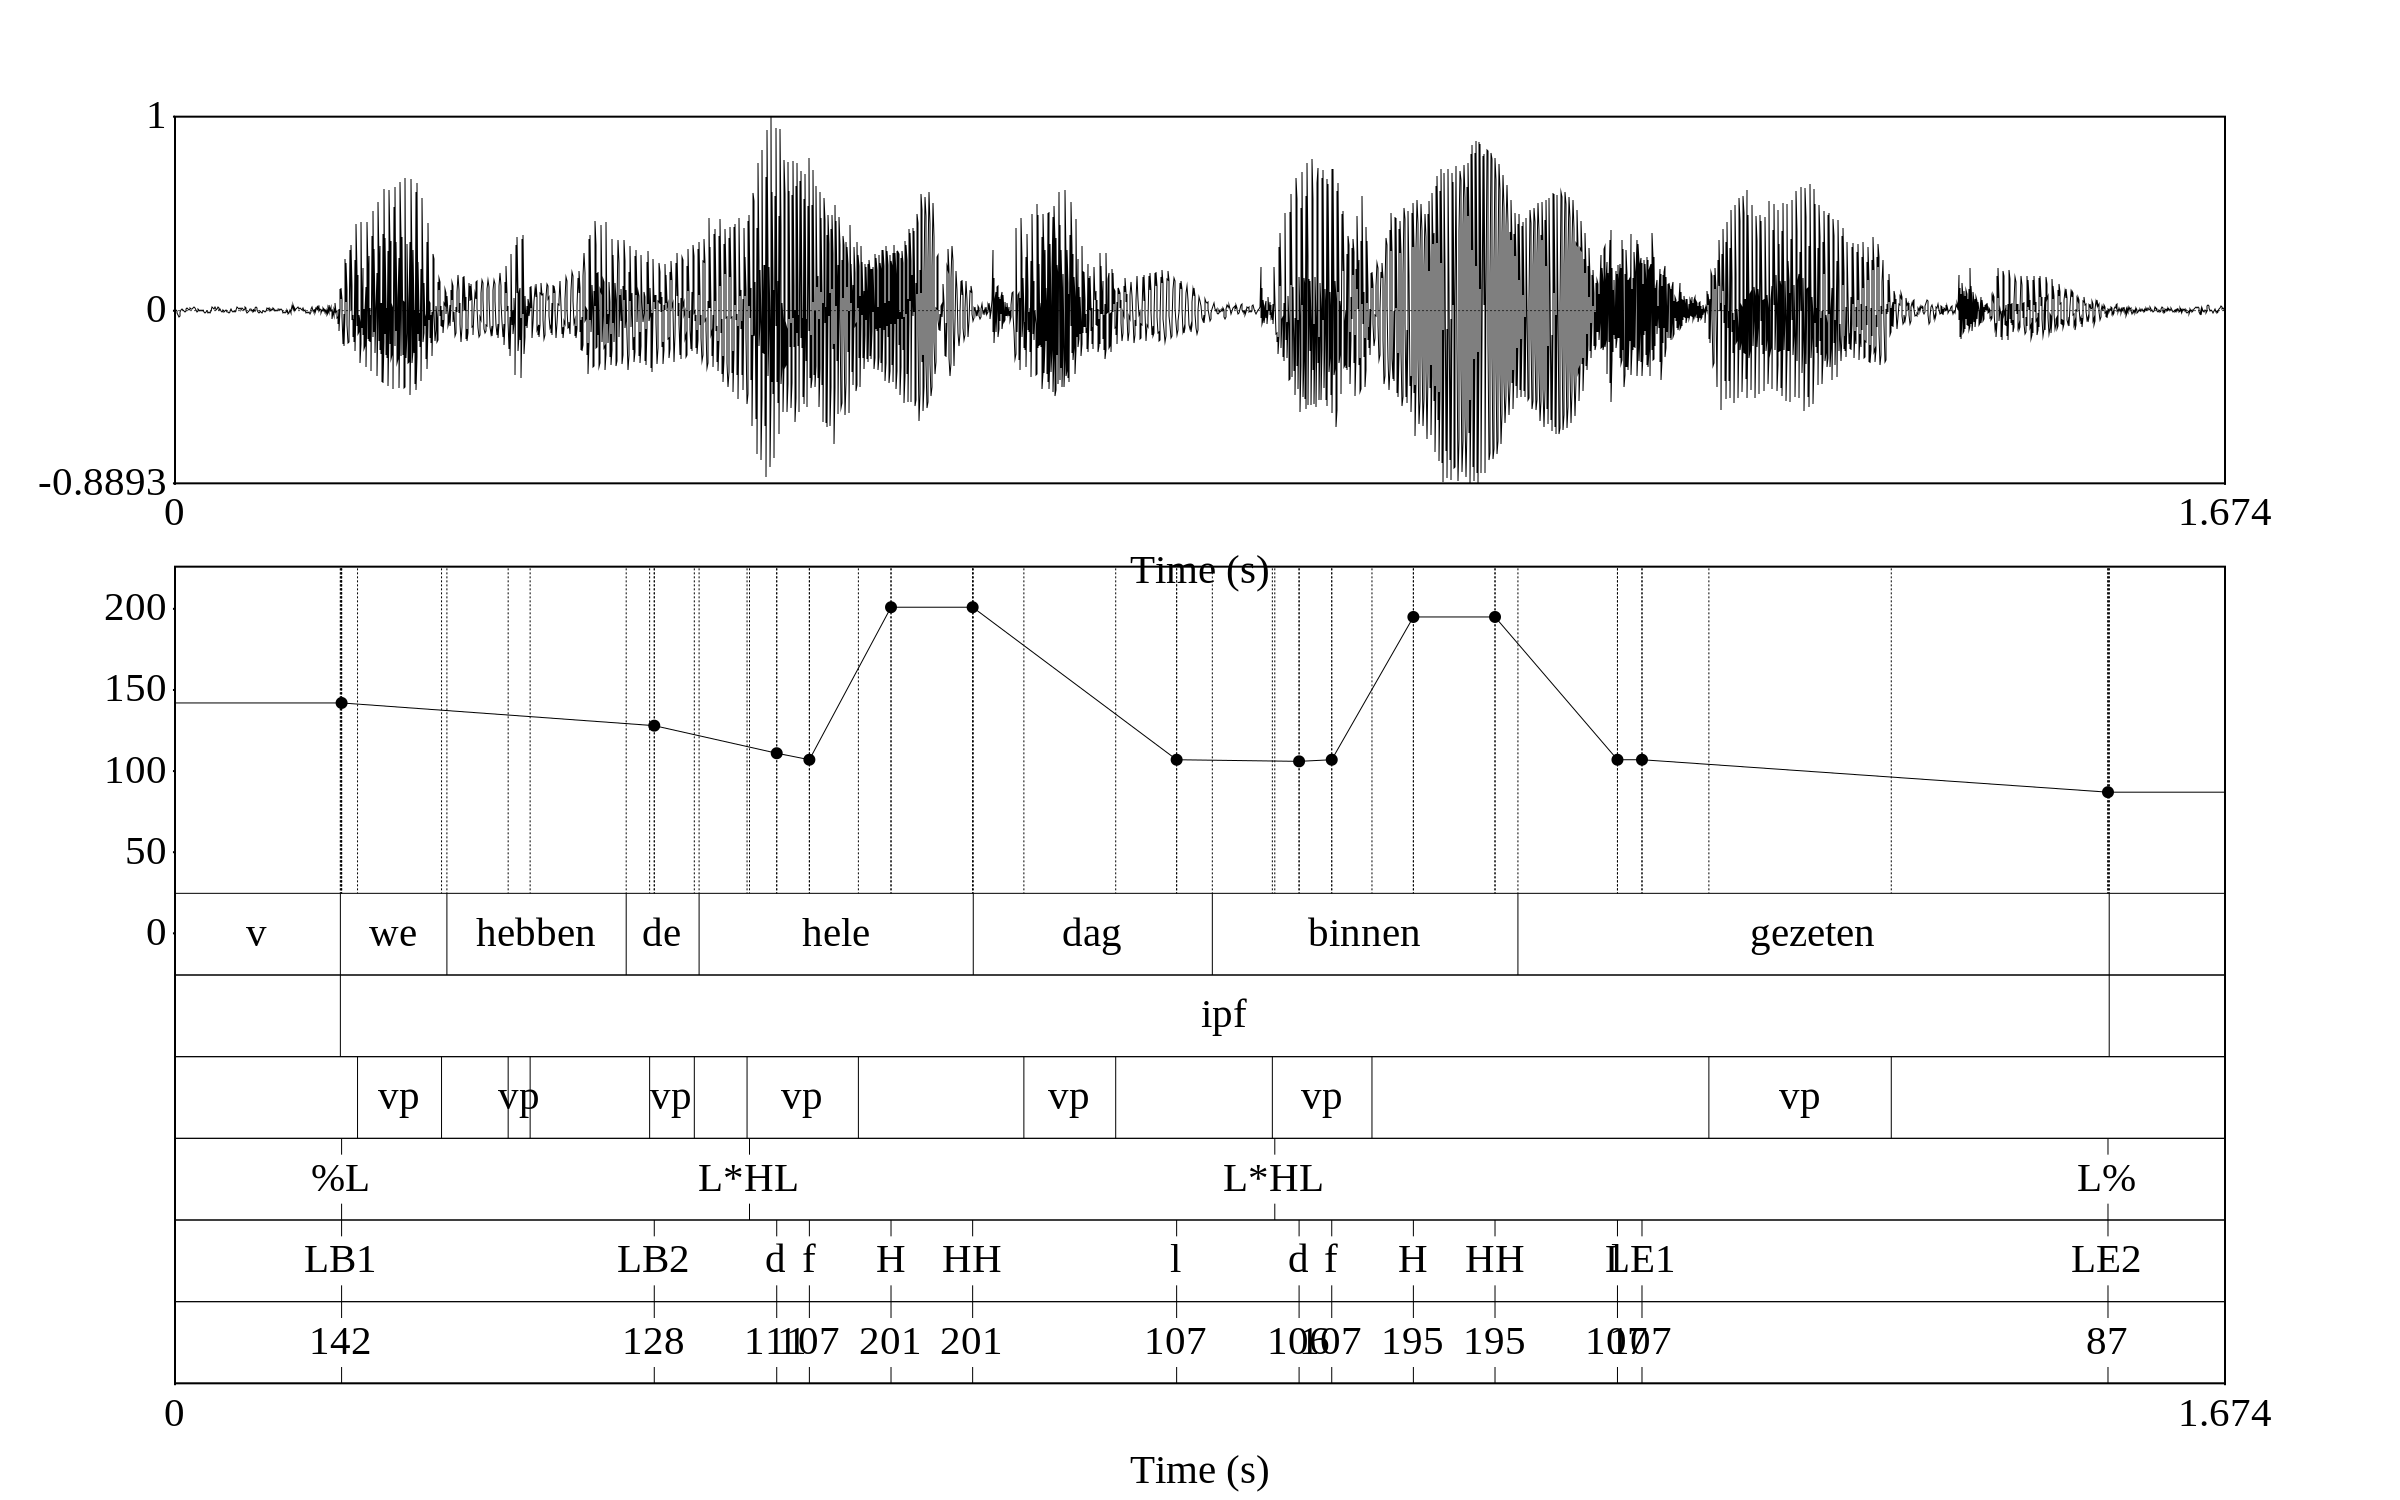 1
0
-0.8893
0 1.674
Time (s)
200
150
100
50
0
v we hebben de hele dag binnen gezeten
ipf
vp vp vp vp vp vp vp
%L L*HL L*HL L%
LB1 LB2 d f H HH l d f H HH l LE1 LE2
142 128 111 107 201 201 107 106 107 195 195 107 107 87
0 1.674
Time (s)